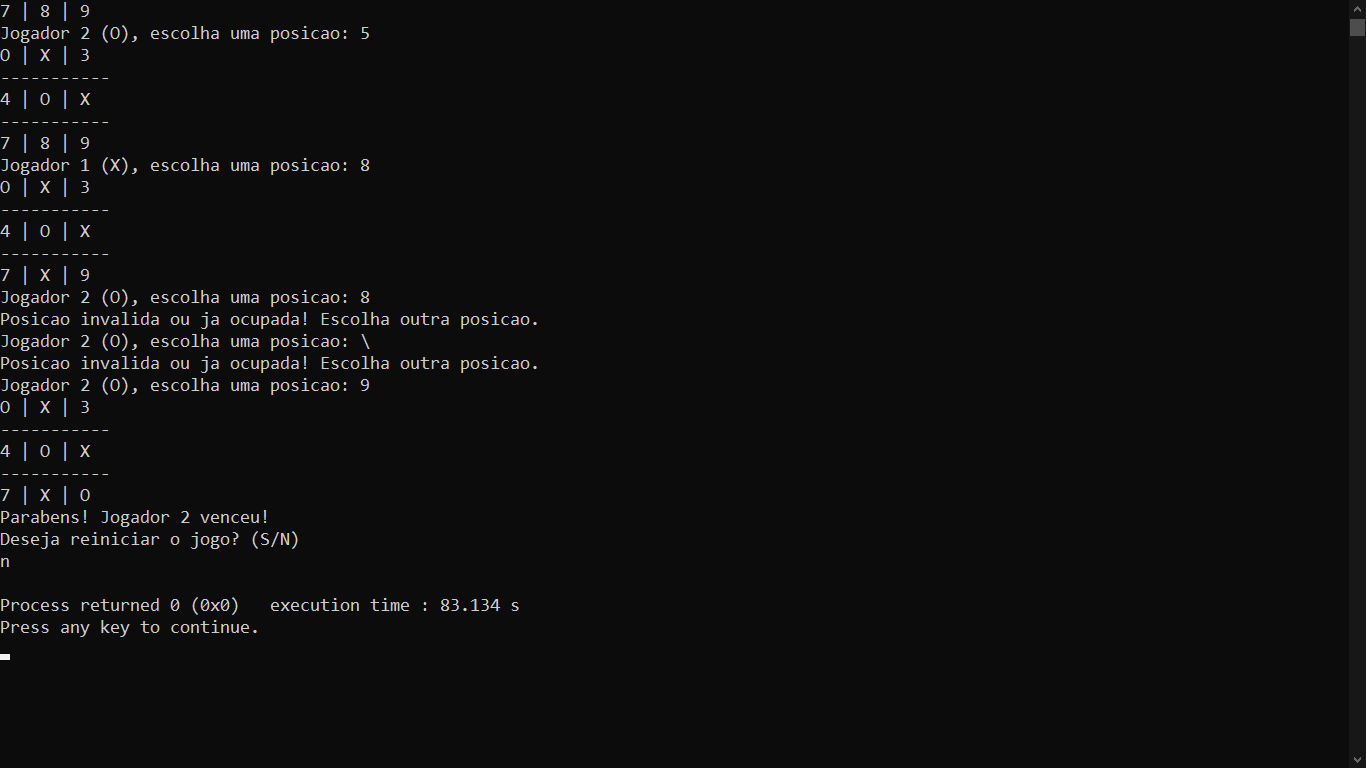 7 | 8 | 9
Jogador 2 (O), escolha uma posicao: 5
O | X | 3
-----------
4 | O | X
-----------
7 | 8 | 9
Jogador 1 (X), escolha uma posicao: 8
O | X | 3
-----------
4 | O | X
-----------
7 | X | 9
Jogador 2 (O), escolha uma posicao: 8
Posicao invalida ou ja ocupada! Escolha outra posicao.
Jogador 2 (O), escolha uma posicao: \
Posicao invalida ou ja ocupada! Escolha outra posicao.
Jogador 2 (O), escolha uma posicao: 9
O | X | 3
-----------
4 | O | X
-----------
7 | X | O
Parabens! Jogador 2 venceu!
Deseja reiniciar o jogo? (S/N)
n

Process returned 0 (0x0)   execution time : 83.134 s
Press any key to continue.